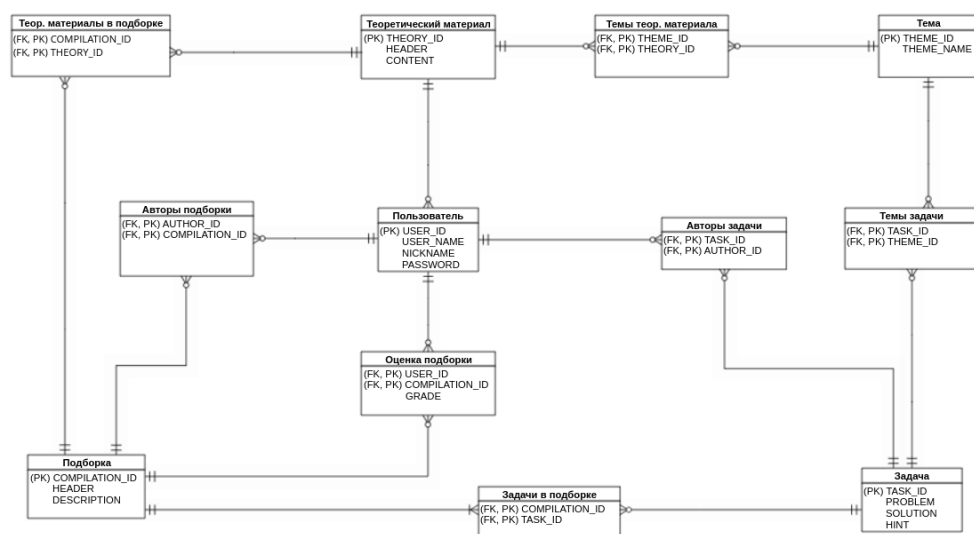 Теор. материалы в подборке
(FK, PK) COMPILATION_ID
(FK, PK) THEORY_ID
Теоретический материал
(PK) THEORY_ID
HEADER
CONTENT
Темы теор. материала
(FK, PK) THEME_ID
(FK, PK) THEORY_ID
Тема
(PK) THEME_ID
THEME_NAME
Авторы подборки
(FK, PK) AUTHOR_ID
(FK, PK) COMPILATION_ID
Пользователь
(PK) USER_ID
USER_NAME
NICKNAME
PASSWORD
Авторы задачи
(FK, PK) TASK_ID
(FK, PK) AUTHOR_ID
Темы задачи
(FK, PK) TASK_ID
(FK, PK) THEME_ID
Оценка подборки
(FK, PK) USER_ID
(FK, PK) COMPILATION_ID
GRADE
Подборка
(PK) COMPILATION_ID
HEADER
DESCRIPTION
Задачи в подборке
(FK, PK) COMPILATION_ID
(FK, PK) TASK_ID
Задача
(PK) TASK_ID
PROBLEM
SOLUTION
HINT